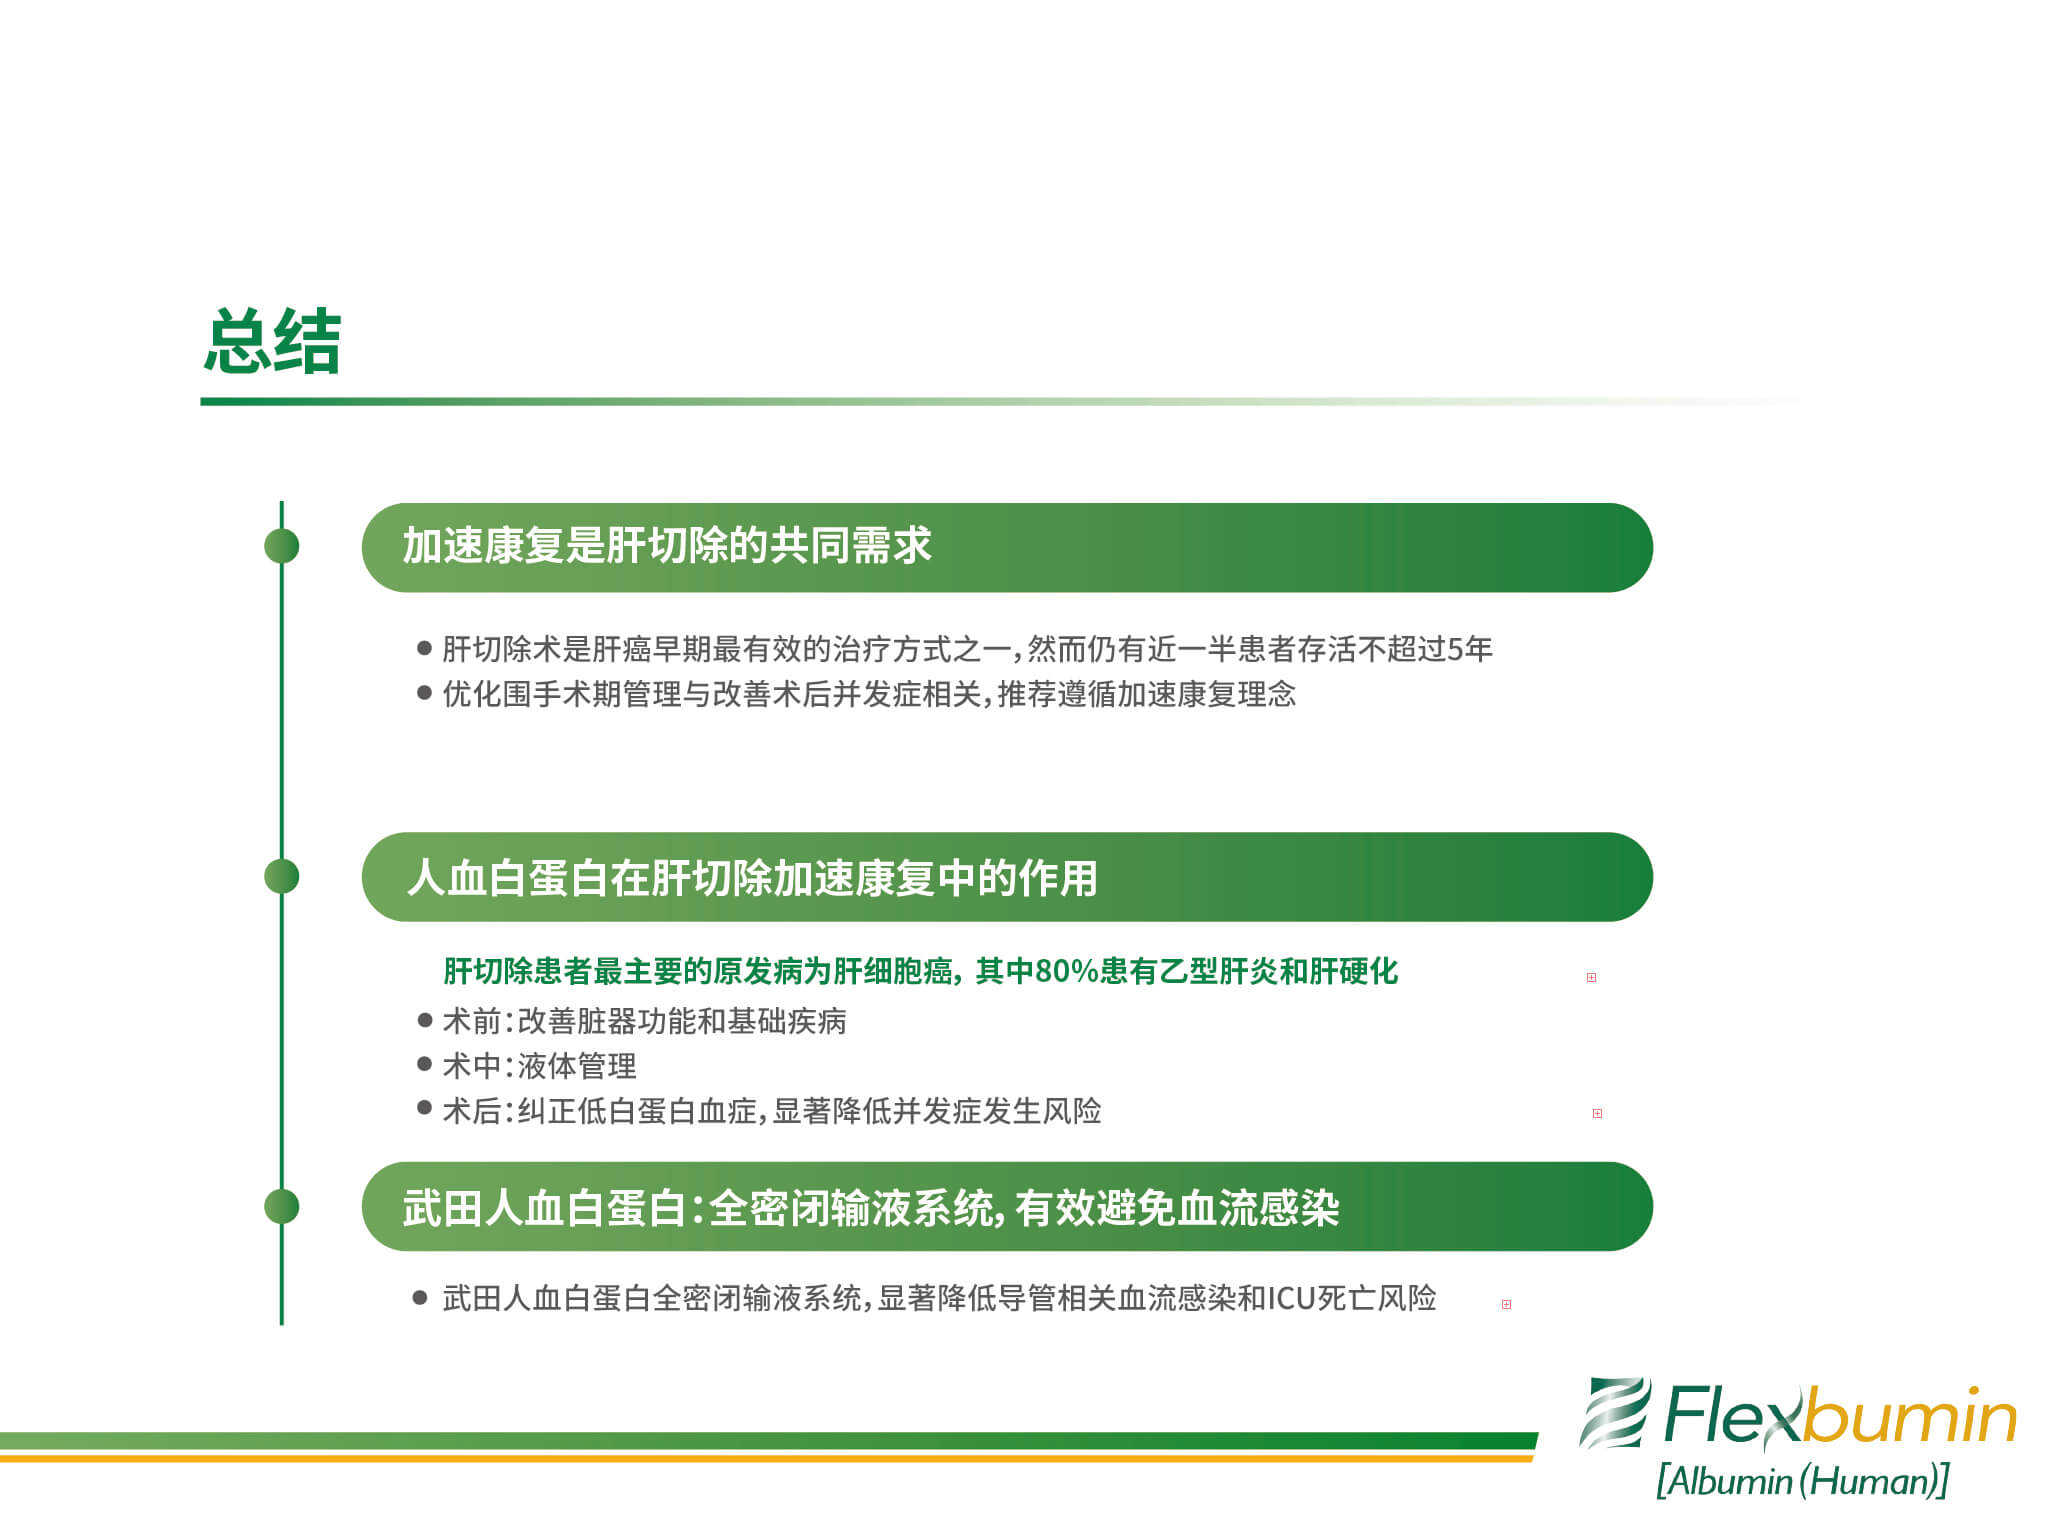 总结
加速康复是肝切除的共同需求
● 肝切除术是肝癌早期最有效的治疗方式之一，然而仍有近一半患者存活不超过5年
● 优化围手术期管理与改善术后并发症相关，推荐遵循加速康复理念
人血白蛋白在肝切除加速康复中的作用
肝切除患者最主要的原发病为肝细胞癌，其中80%患有乙型肝炎和肝硬化
● 术前：改善脏器功能和基础疾病
● 术中：液体管理
● 术后：纠正低白蛋白血症，显著降低并发症发生风险
武田人血白蛋白：全密闭输液系统，有效避免血流感染
● 武田人血白蛋白全密闭输液系统，显著降低导管相关血流感染和ICU死亡风险
Flexbumin
[Albumin (Human)]